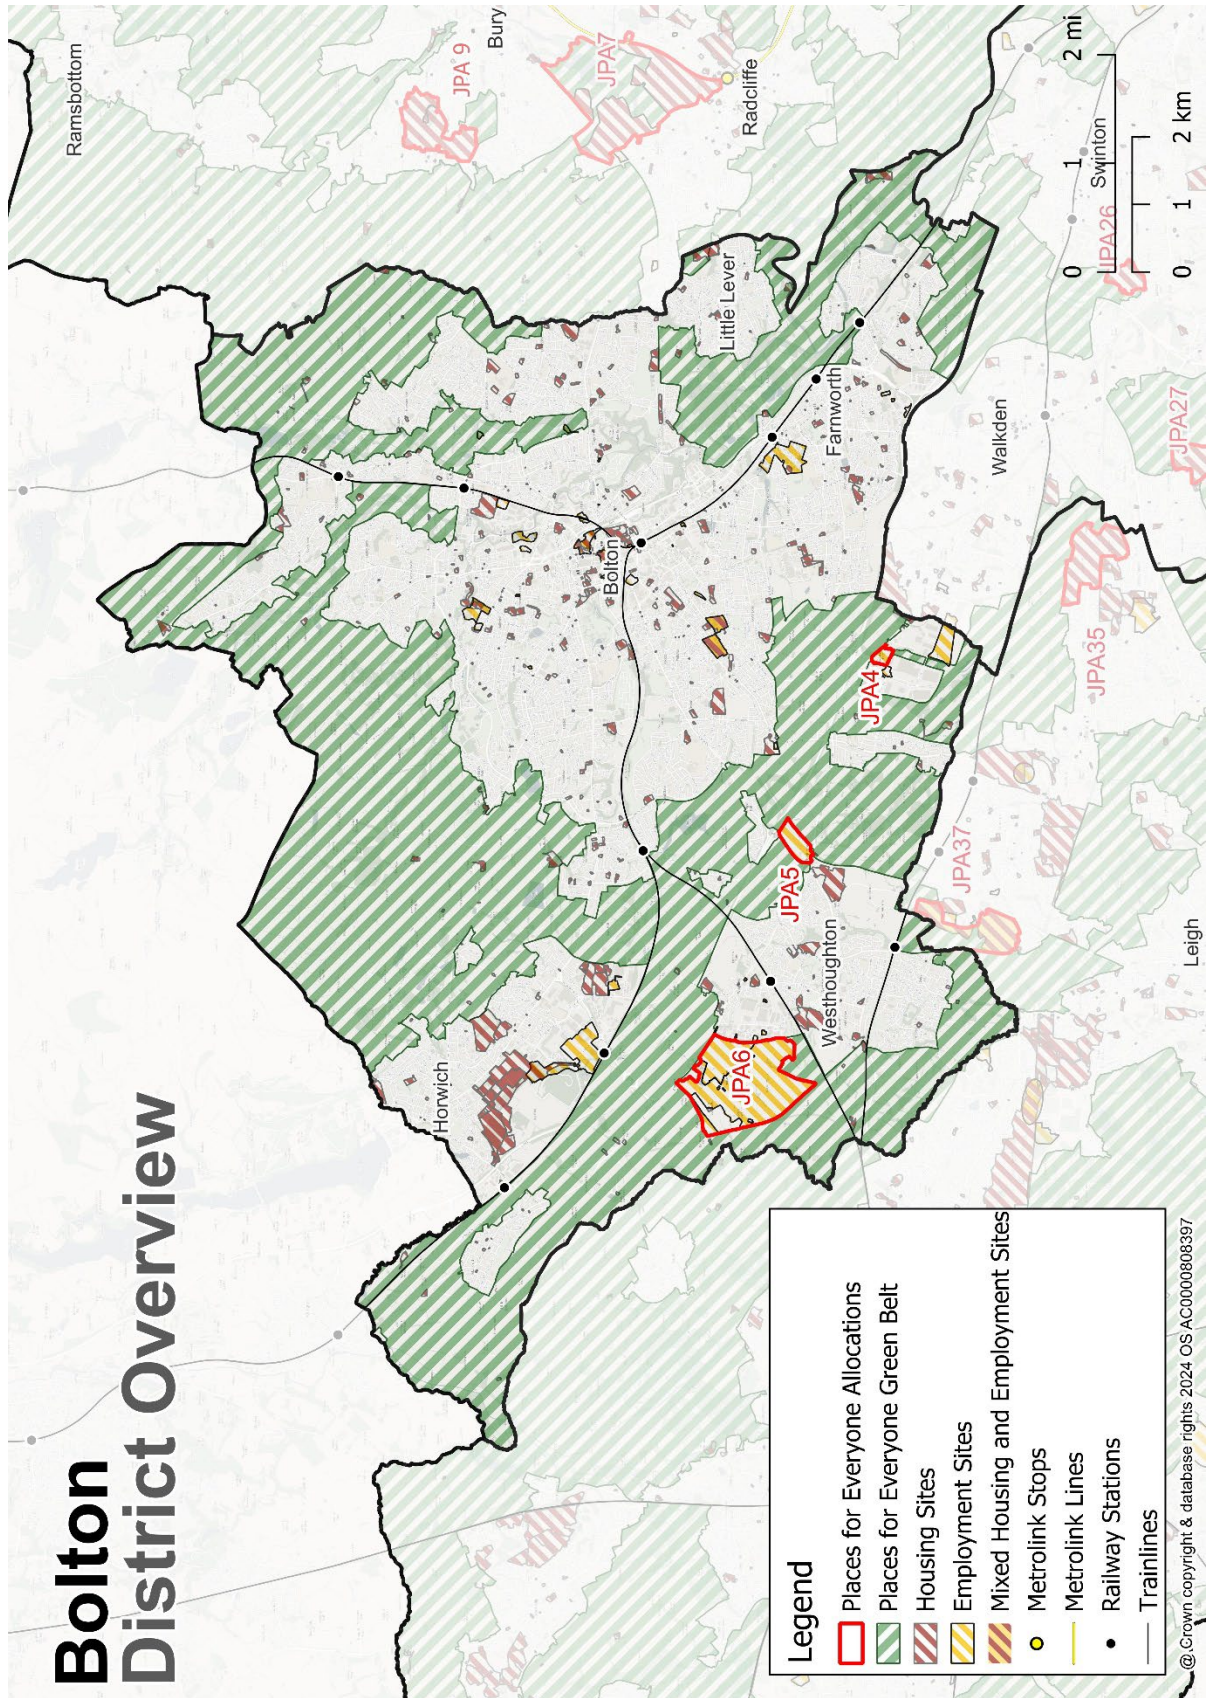 Bolton
District Overview
Ramsbottom
JPA 9
Bury
JPA7
Radcliffe
Horwich
Bolton
Little Lever
Farnworth
JPA6
Westhoughton
JPA5
JPA4
Walkden
Swinton
JPA26
JPA27
JPA35
JPA37
Leigh
0 1 2 mi
0 1 2 km
Legend
Places for Everyone Allocations
Places for Everyone Green Belt
Housing Sites
Employment Sites
Mixed Housing and Employment Sites
Metrolink Stops
Metrolink Lines
Railway Stations
Trainlines
@ Crown copyright & database rights 2024 OS AC0000808397